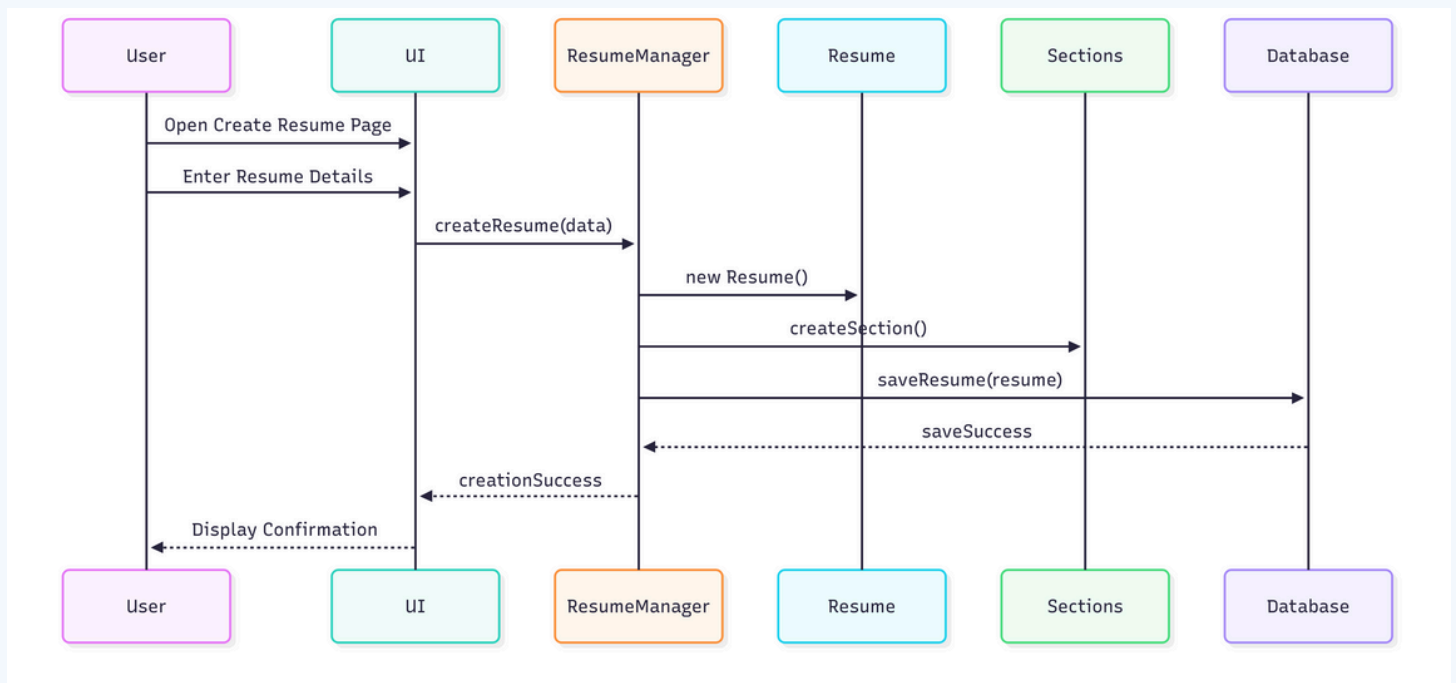 User
UI
ResumeManager
Resume
Sections
Database
Open Create Resume Page
Enter Resume Details
createResume(data)
new Resume()
createSection()
saveResume(resume)
saveSuccess
creationSuccess
Display Confirmation
User
UI
ResumeManager
Resume
Sections
Database